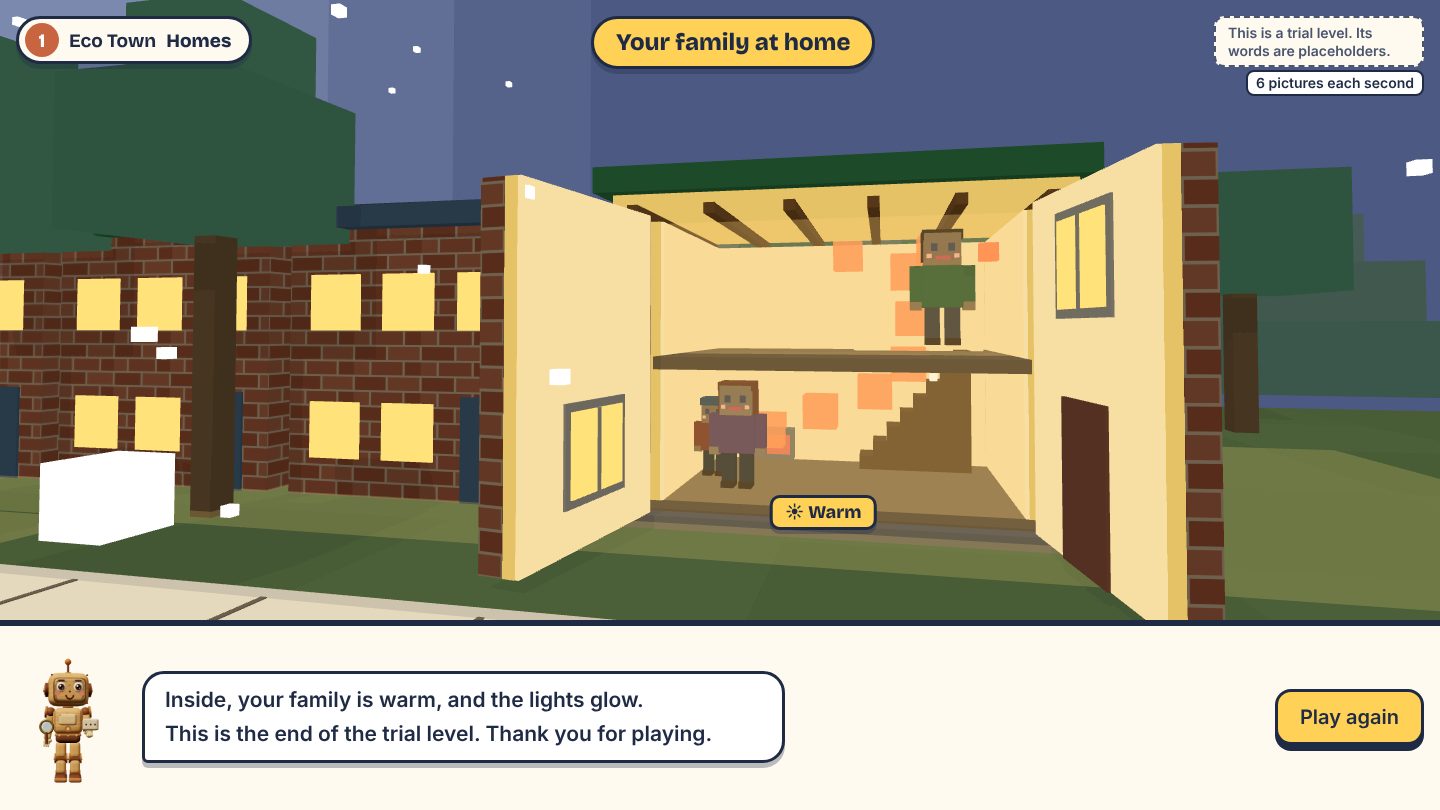 1 Eco Town Homes
Your family at home
This is a trial level. Its
words are placeholders.
6 pictures each second
☀ Warm
Inside, your family is warm, and the lights glow.
This is the end of the trial level. Thank you for playing.
Play again